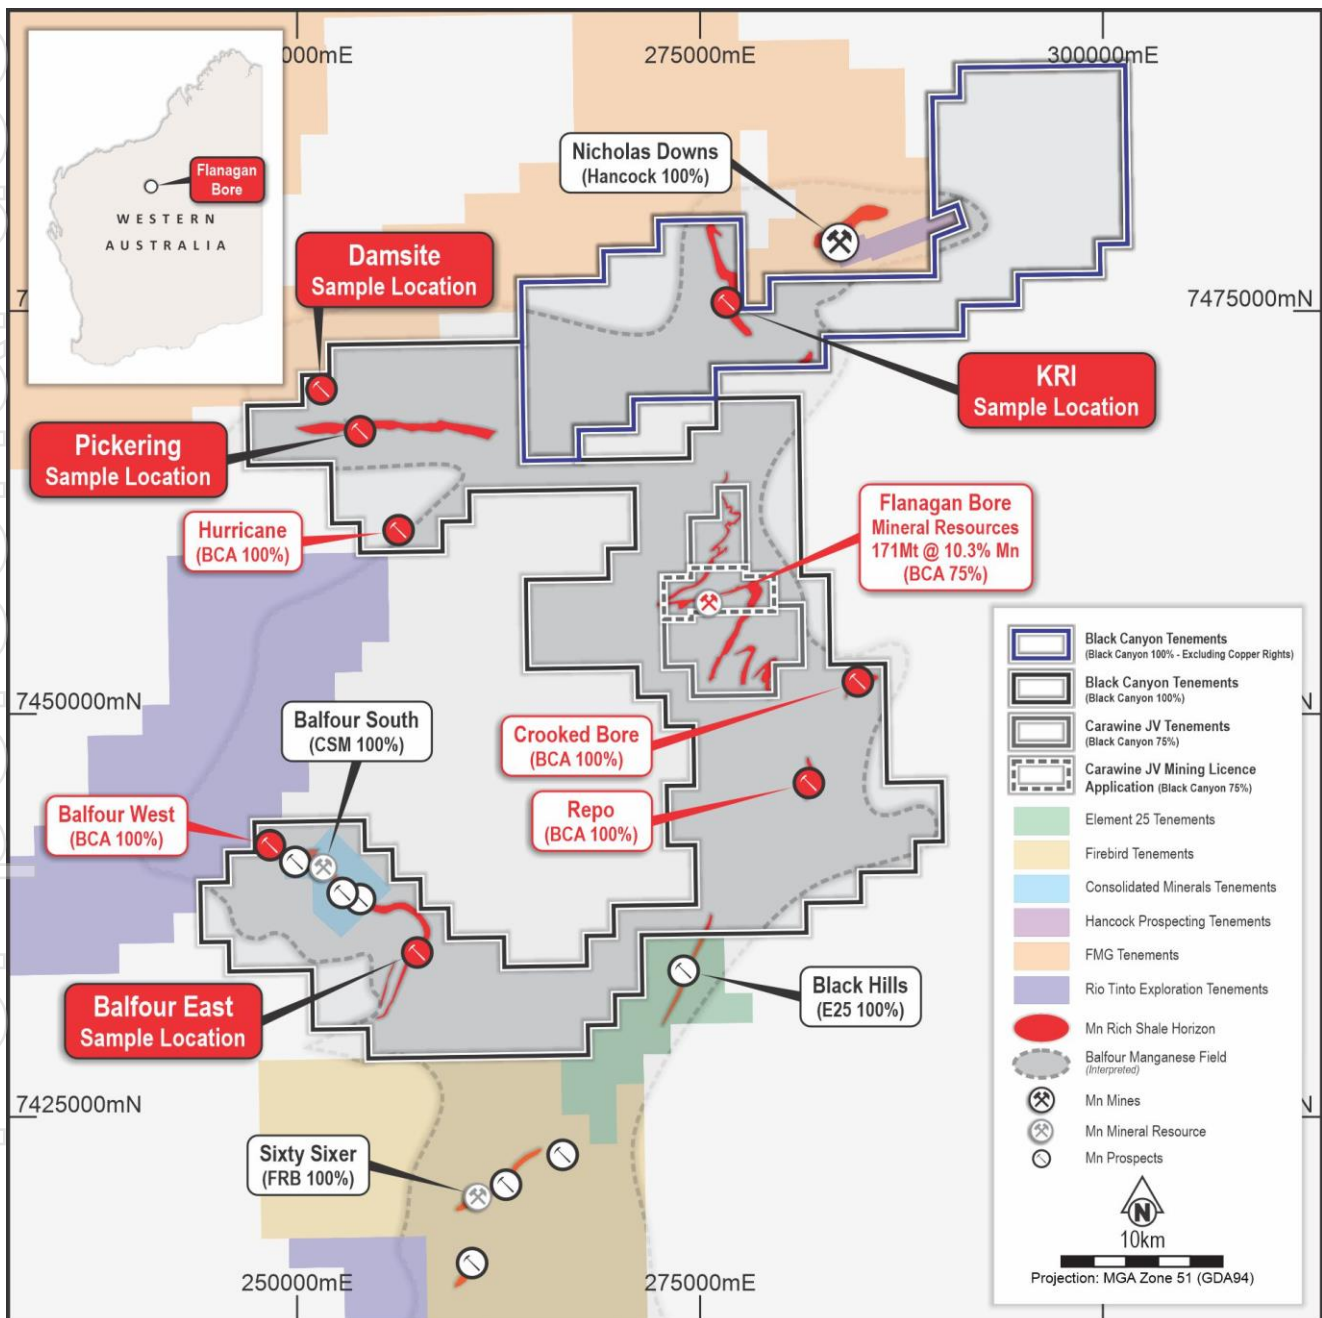 000mE
275000mE
300000mE
Flanagan
Bore
WESTERN
AUSTRALIA
Nicholas Downs
(Hancock 100%)
Damsite
Sample Location
7
7475000mN
KRI
Sample Location
Pickering
Sample Location
Hurricane
(BCA 100%)
Flanagan Bore
Mineral Resources
171Mt @ 10.3% Mn
(BCA 75%)
7450000mN
N
Balfour South
(CSM 100%)
Crooked Bore
(BCA 100%)
Balfour West
(BCA 100%)
Repo
(BCA 100%)
Balfour East
Sample Location
Black Hills
(E25 100%)
7425000mN
N
Sixty Sixer
(FRB 100%)
250000mE
275000mE
Black Canyon Tenements
(Black Canyon 100% - Excluding Copper Rights)
Black Canyon Tenements
(Black Canyon 100%)
Carawine JV Tenements
(Black Canyon 75%)
Carawine JV Mining Licence
Application (Black Canyon 75%)
Element 25 Tenements
Firebird Tenements
Consolidated Minerals Tenements
Hancock Prospecting Tenements
FMG Tenements
Rio Tinto Exploration Tenements
Mn Rich Shale Horizon
Balfour Manganese Field
(Interpreted)
Mn Mines
Mn Mineral Resource
Mn Prospects
N
10km
Projection: MGA Zone 51 (GDA94)